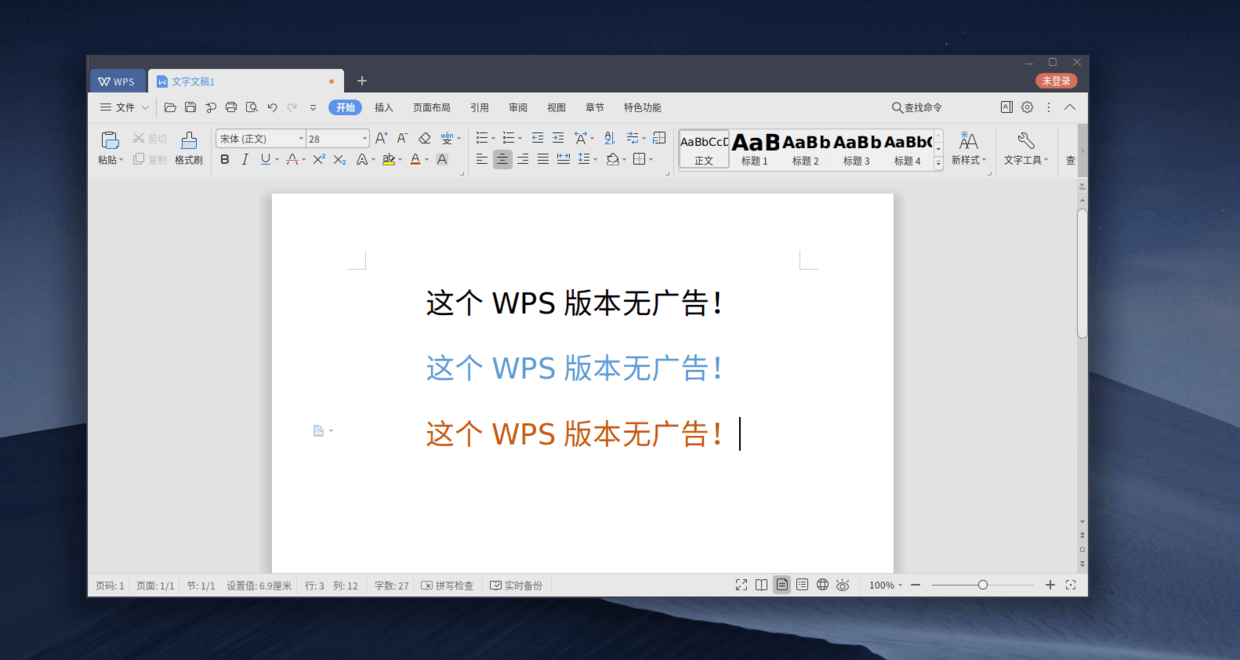 WPS
文字文稿1
未登录
文件
开始
插入
页面布局
引用
审阅
视图
章节
特色功能
查找命令
粘贴
剪切
复制
格式刷
宋体 (正文)
28
B I U
AaBbCcD
正文
AaB
标题 1
AaBb
标题 2
AaBb
标题 3
AaBb
标题 4
新样式
文字工具
查
这个 WPS 版本无广告！
这个 WPS 版本无广告！
这个 WPS 版本无广告！
页码: 1
页面: 1/1
节: 1/1
设置值: 6.9厘米
行: 3
列: 12
字数: 27
拼写检查
实时备份
100%